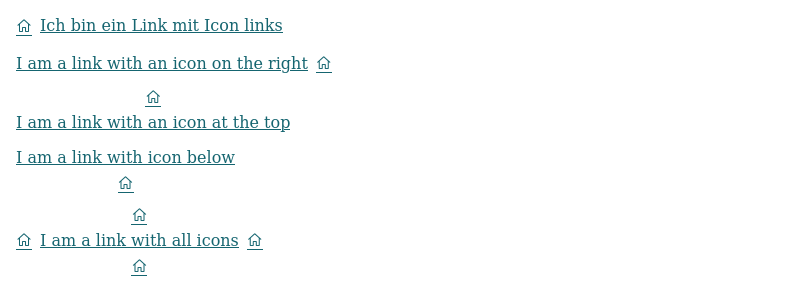 Ich bin ein Link mit Icon links
I am a link with an icon on the right
I am a link with an icon at the top
I am a link with icon below
I am a link with all icons